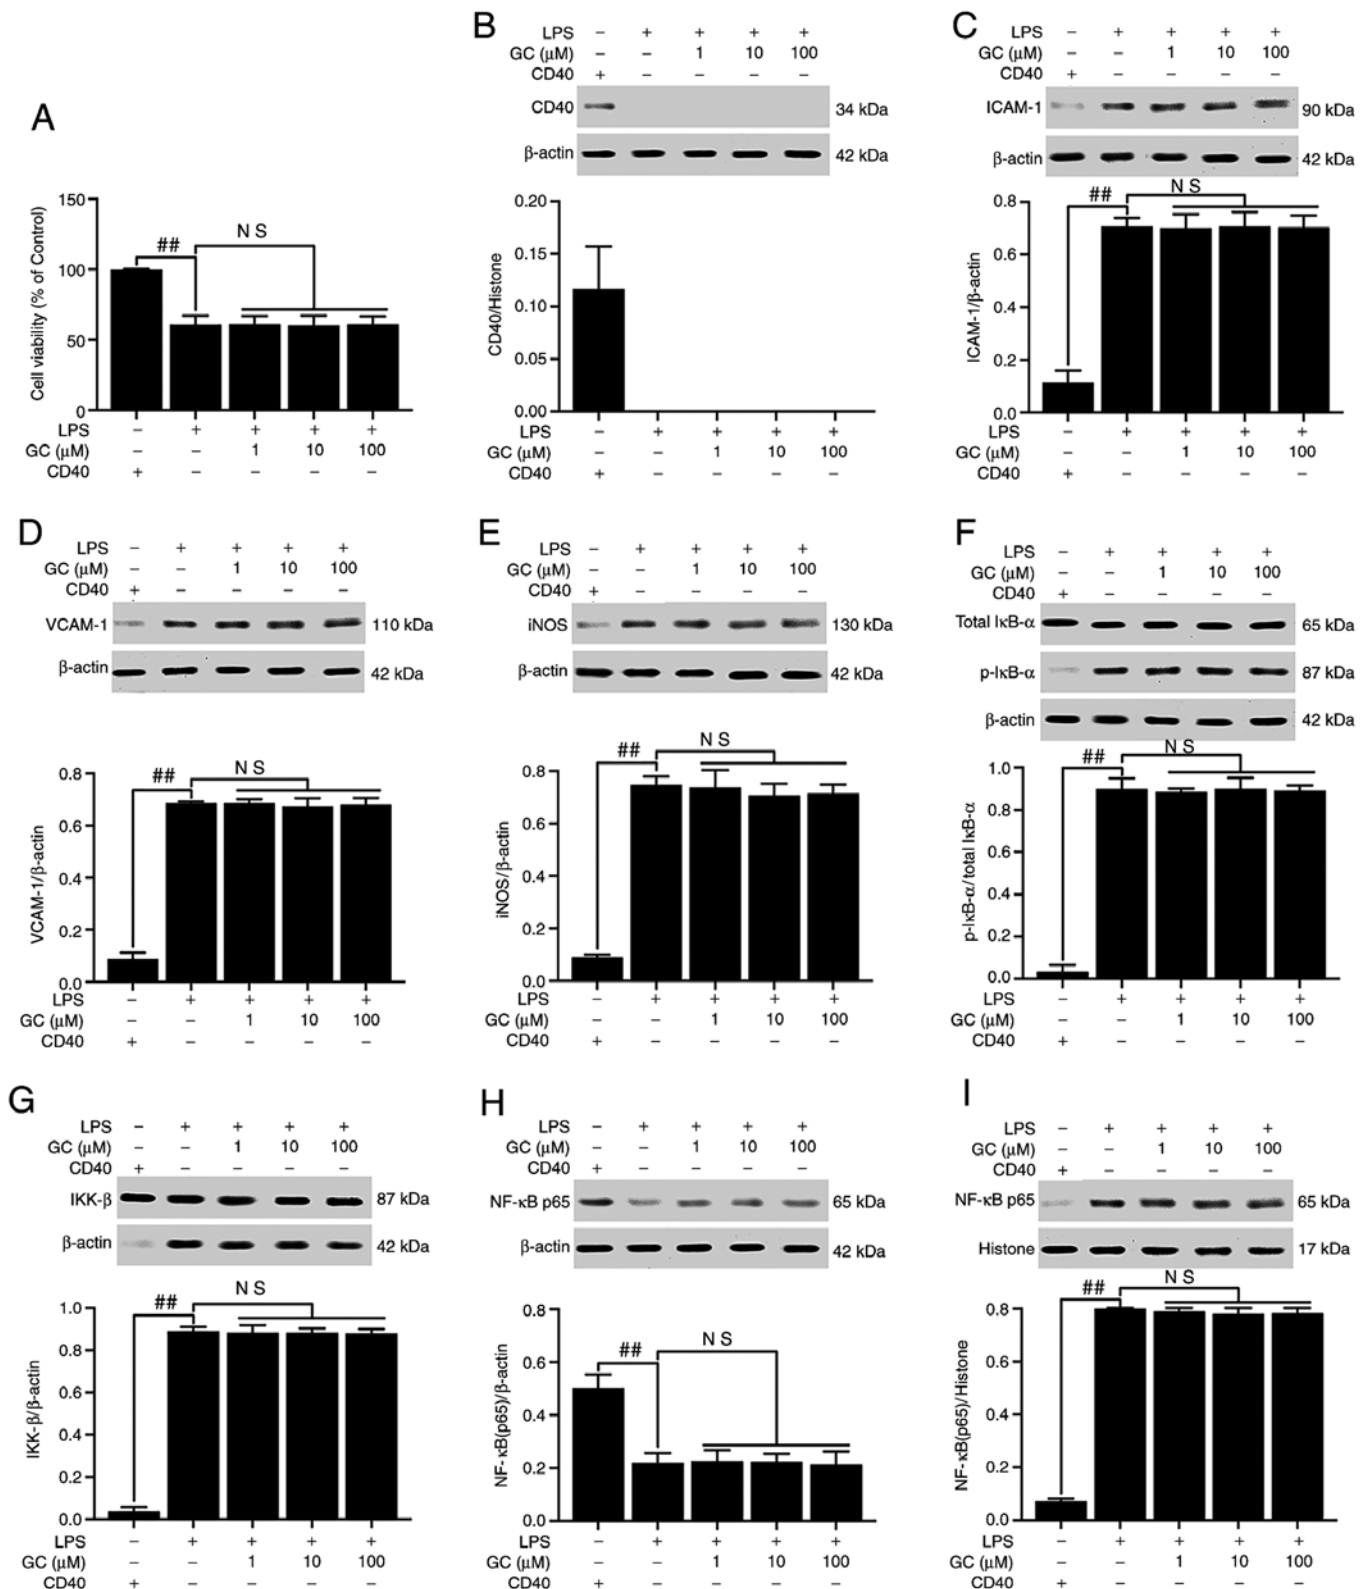 A
150
100
50
0
Cell viability (% of Control)
##
N S
LPS – + + + +
GC (μM) – – 1 10 100
CD40 + – – – –
B
LPS – + + + +
GC (μM) – – 1 10 100
CD40 + – – – –
CD40 34 kDa
β-actin 42 kDa
0.20
0.15
0.10
0.05
0.00
CD40/Histone
LPS – + + + +
GC (μM) – – 1 10 100
CD40 + – – – –
C
LPS – + + + +
GC (μM) – – 1 10 100
CD40 + – – – –
ICAM-1 90 kDa
β-actin 42 kDa
## N S
0.8
0.6
0.4
0.2
0.0
ICAM-1/β-actin
LPS – + + + +
GC (μM) – – 1 10 100
CD40 + – – – –
D
LPS – + + + +
GC (μM) – – 1 10 100
CD40 + – – – –
VCAM-1 110 kDa
β-actin 42 kDa
## N S
0.8
0.6
0.4
0.2
0.0
VCAM-1/β-actin
LPS – + + + +
GC (μM) – – 1 10 100
CD40 + – – – –
E
LPS – + + + +
GC (μM) – – 1 10 100
CD40 + – – – –
iNOS 130 kDa
β-actin 42 kDa
## N S
0.8
0.6
0.4
0.2
0.0
iNOS/β-actin
LPS – + + + +
GC (μM) – – 1 10 100
CD40 + – – – –
F
LPS – + + + +
GC (μM) – – 1 10 100
CD40 + – – – –
Total IκB-α 65 kDa
p-IκB-α 87 kDa
β-actin 42 kDa
## N S
1.0
0.8
0.6
0.4
0.2
0.0
p-IκB-α/total IκB-α
LPS – + + + +
GC (μM) – – 1 10 100
CD40 + – – – –
G
LPS – + + + +
GC (μM) – – 1 10 100
CD40 + – – – –
IKK-β 87 kDa
β-actin 42 kDa
## N S
1.0
0.8
0.6
0.4
0.2
0.0
IKK-β/β-actin
LPS – + + + +
GC (μM) – – 1 10 100
CD40 + – – – –
H
LPS – + + + +
GC (μM) – – 1 10 100
CD40 + – – – –
NF-κB p65 65 kDa
β-actin 42 kDa
## N S
0.8
0.6
0.4
0.2
0.0
NF-κB(p65)/β-actin
LPS – + + + +
GC (μM) – – 1 10 100
CD40 + – – – –
I
LPS – + + + +
GC (μM) – – 1 10 100
CD40 + – – – –
NF-κB p65 65 kDa
Histone 17 kDa
## N S
0.8
0.6
0.4
0.2
0.0
NF-κB(p65)/Histone
LPS – + + + +
GC (μM) – – 1 10 100
CD40 + – – – –